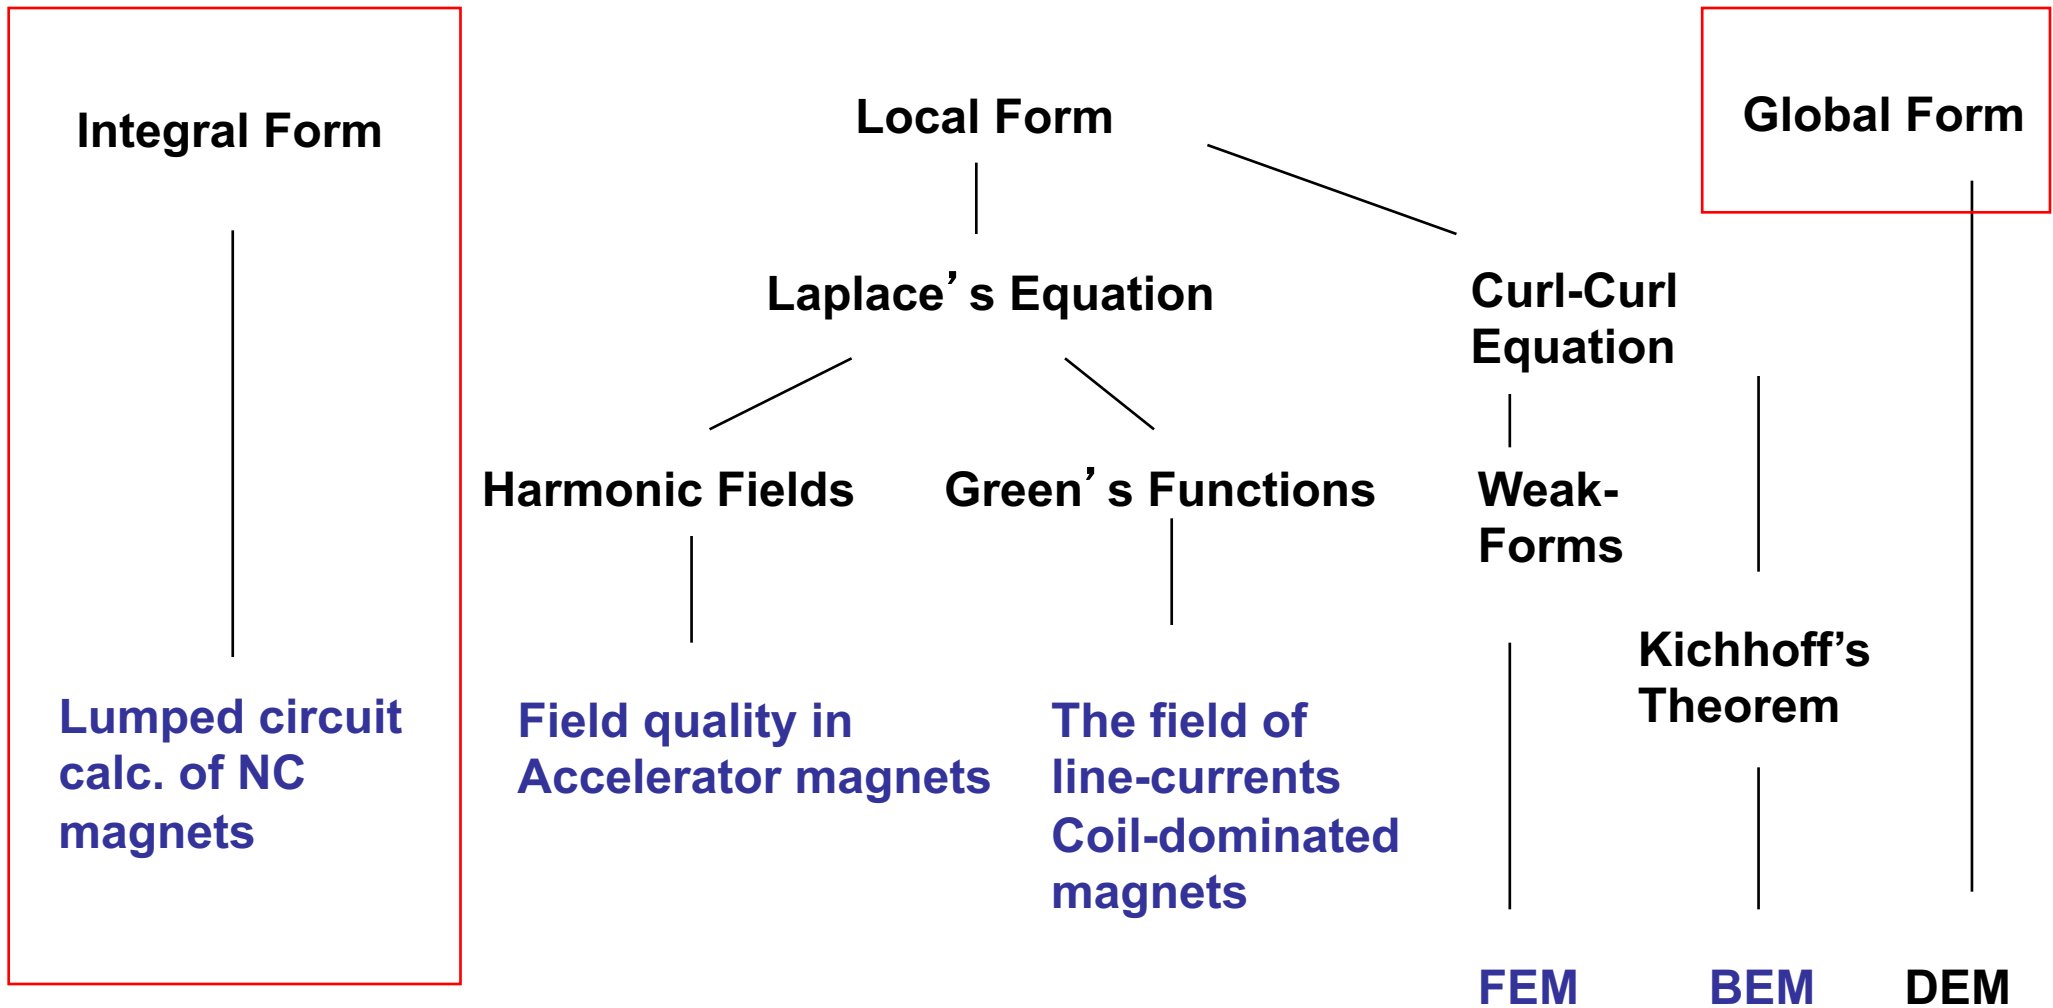 Integral Form
Local Form
Global Form
Laplace’s Equation
Curl-Curl
Equation
Harmonic Fields
Green’s Functions
Weak-
Forms
Kichhoff’s
Theorem
Lumped circuit
calc. of NC
magnets
Field quality in
Accelerator magnets
The field of
line-currents
Coil-dominated
magnets
FEM
BEM
DEM